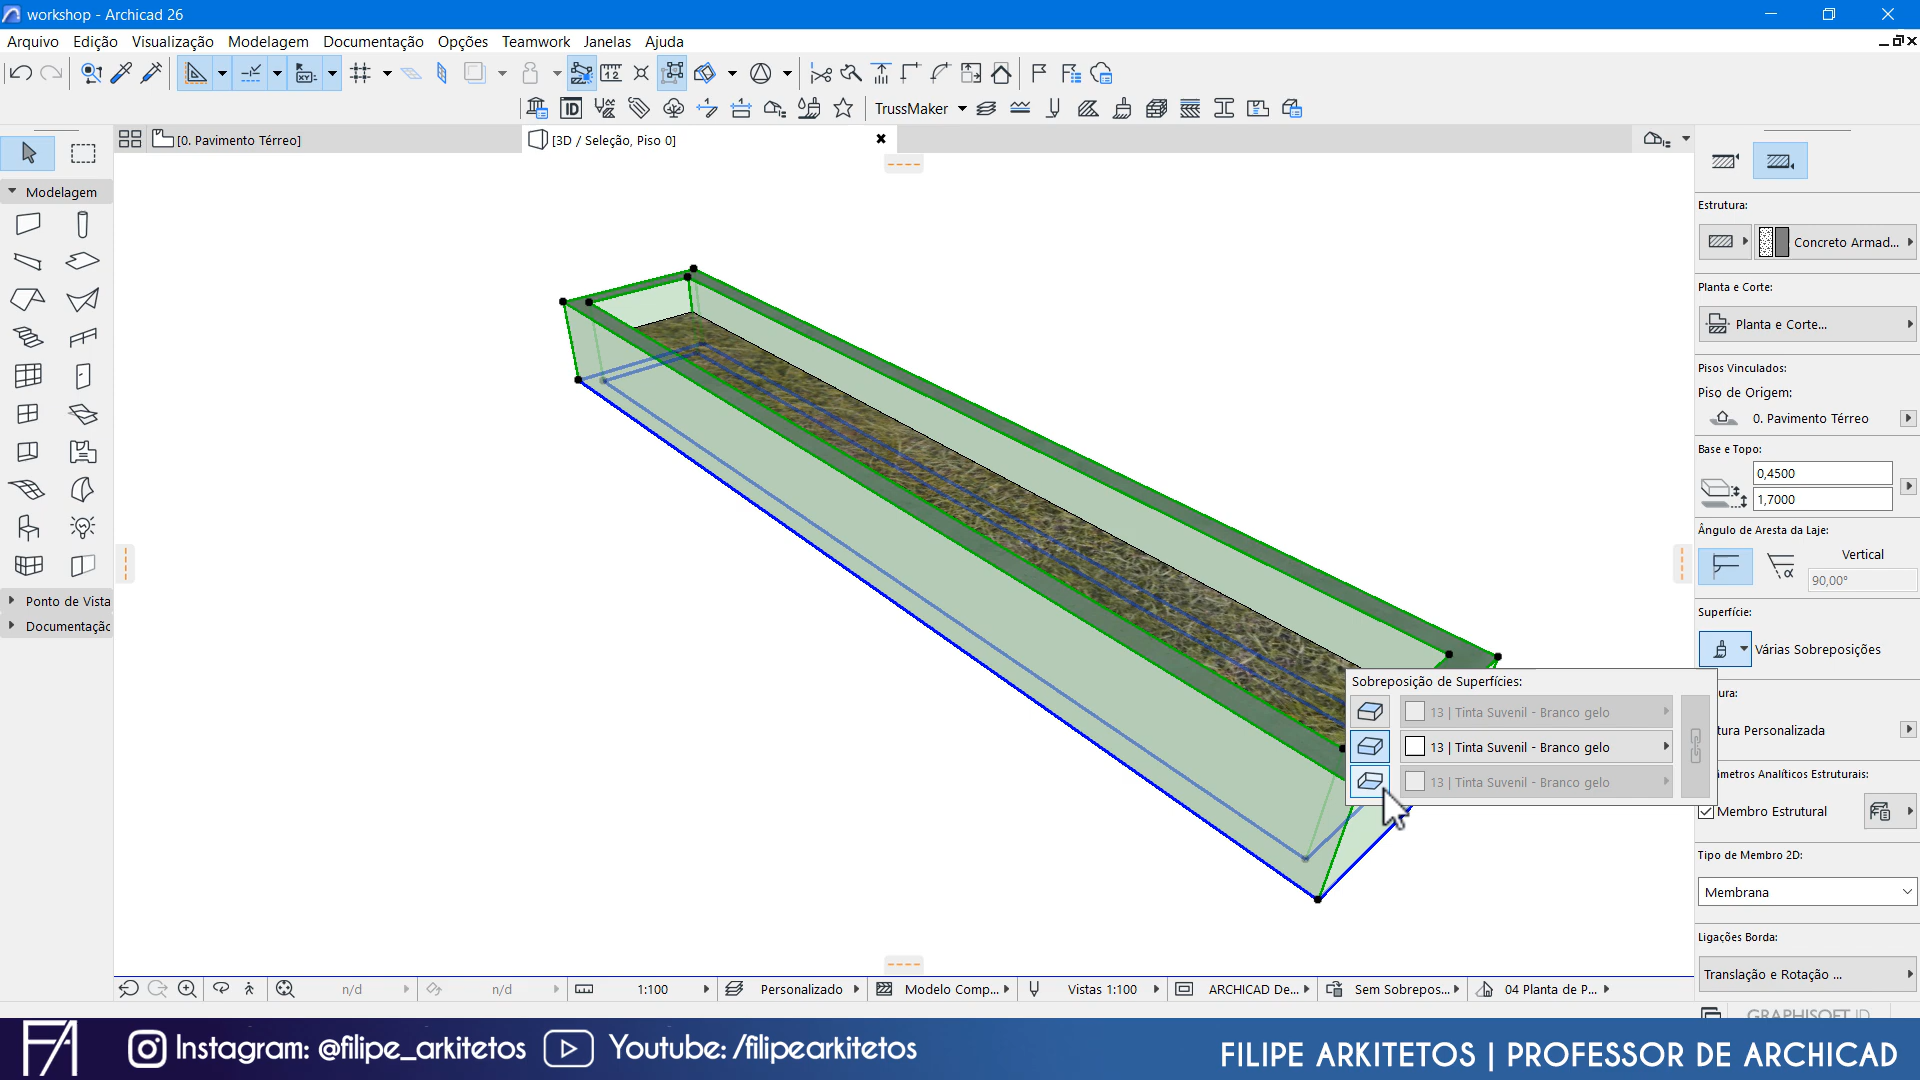 workshop - Archicad 26
Arquivo Edição Visualização Modelagem Documentação Opções Teamwork Janelas Ajuda
TrussMaker
[0. Pavimento Térreo]
[3D / Seleção, Piso 0]
Modelagem
Ponto de Vista
Documentaçã
Estrutura:
Concreto Armad...
Planta e Corte:
Planta e Corte...
Pisos Vinculados:
Piso de Origem:
0. Pavimento Térreo
Base e Topo:
0,4500
1,7000
Ângulo de Aresta da Laje:
Vertical
90,00°
Superfície:
Várias Sobreposições
Sobreposição de Superfícies:
13 | Tinta Suvenil - Branco gelo
13 | Tinta Suvenil - Branco gelo
13 | Tinta Suvenil - Branco gelo
ura:
tura Personalizada
metros Analíticos Estruturais:
Membro Estrutural
Tipo de Membro 2D:
Membrana
Ligações Borda:
Translação e Rotação ...
n/d n/d 1:100 Personalizado Modelo Comp... Vistas 1:100 ARCHICAD De... Sem Sobrepos... 04 Planta de P...
GRAPHISOFT ID
FA Instagram: @filipe_arkitetos Youtube: /filipearkitetos
FILIPE ARKITETOS | PROFESSOR DE ARCHICAD